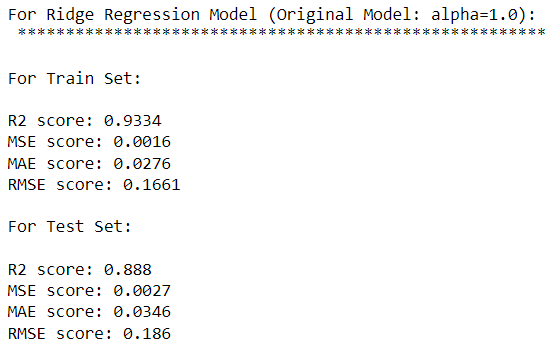 For Ridge Regression Model (Original Model: alpha=1.0):
*******************************************************
For Train Set:
R2 score: 0.9334
MSE score: 0.0016
MAE score: 0.0276
RMSE score: 0.1661
For Test Set:
R2 score: 0.888
MSE score: 0.0027
MAE score: 0.0346
RMSE score: 0.186